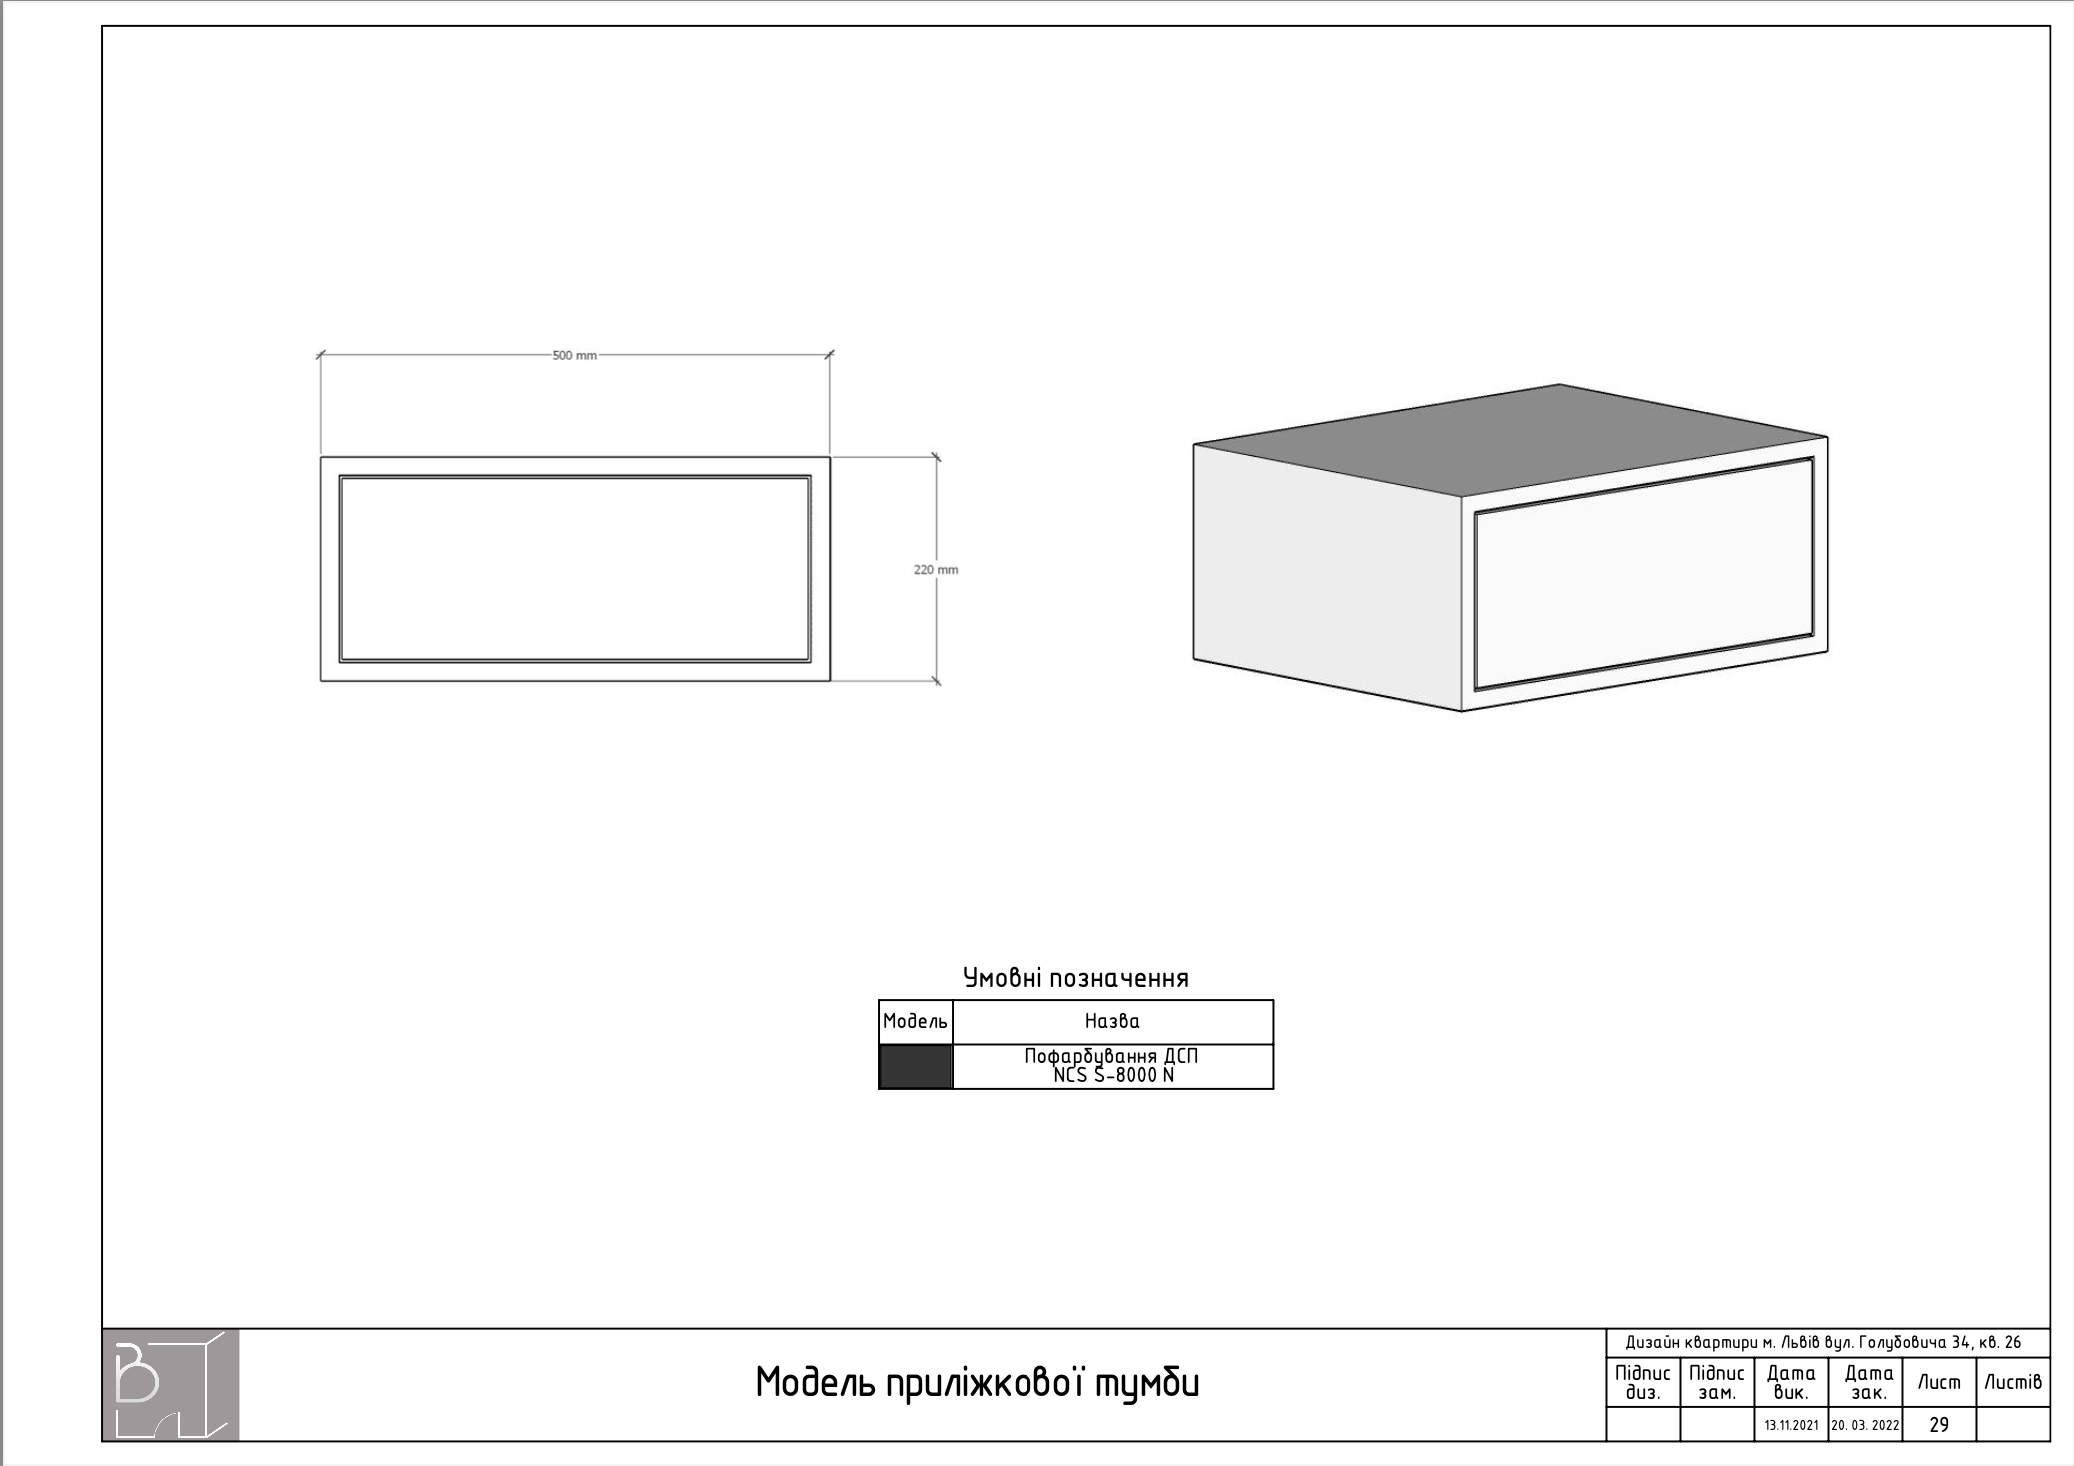 500 mm
220 mm
Умовні позначення
Модель
Назва
Пофарбування ДСП
NCS S-8000 N
В
Модель приліжкової тумби
Дизайн квартири м. Львів вул. Голубовича 34, кв. 26
Підпис диз.
Підпис зам.
Дата вик.
Дата зак.
Лист
Листів
13.11.2021
20. 03. 2022
29